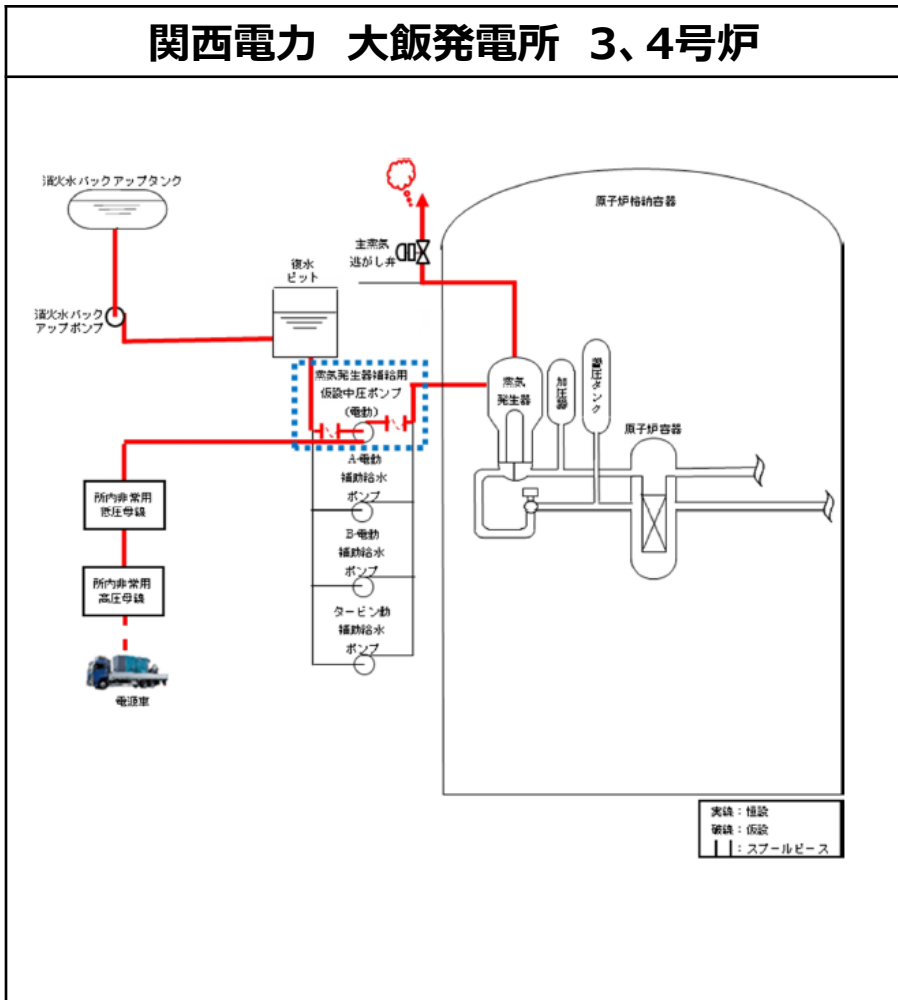 関西電力 大飯発電所 3、4号炉
消火水バックアップタンク
原子炉格納容器
主蒸気
逃がし弁
復水
ピット
消火水バック
アップポンプ
蒸気発生器補給用
仮設中圧ポンプ
(電動)
蒸気
発生器
加圧器
蓄圧タンク
原子炉容器
A-電動
補助給水
ポンプ
所内非常用
低圧母線
B-電動
補助給水
ポンプ
所内非常用
高圧母線
タービン動
補助給水
ポンプ
電源車
実線:恒設
破線:仮設
:スプールピース